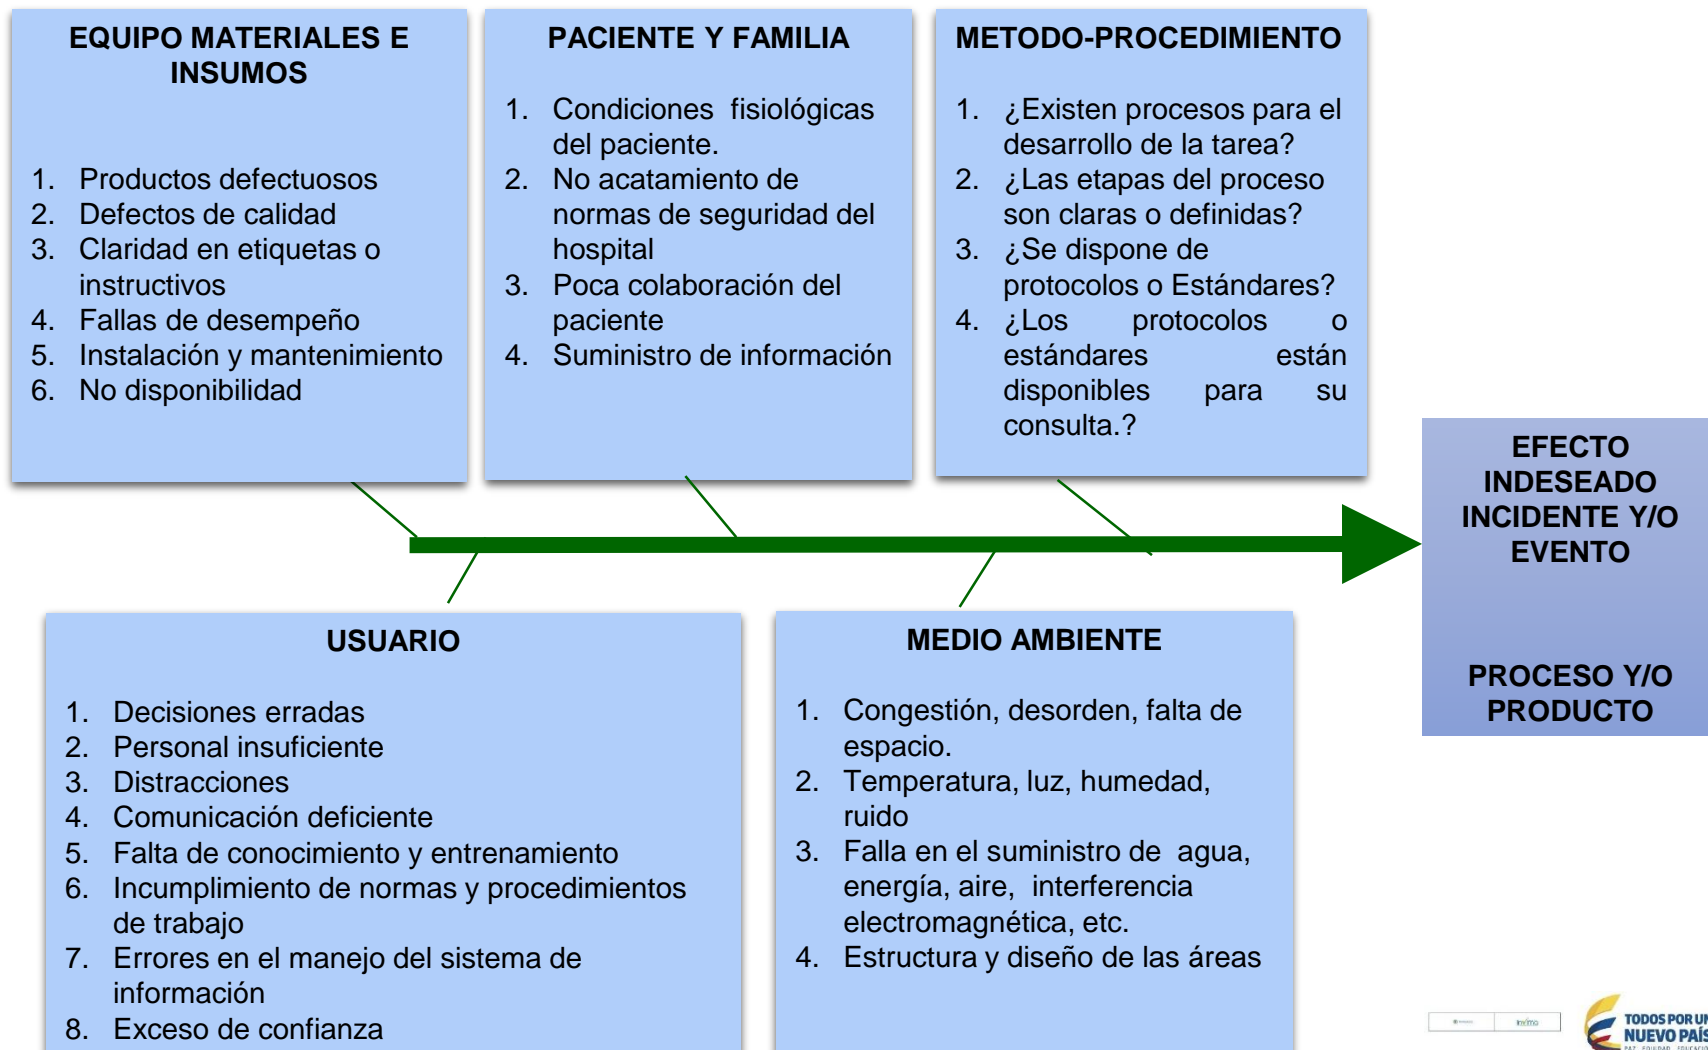 EQUIPO MATERIALES E
INSUMOS
1. Productos defectuosos
2. Defectos de calidad
3. Claridad en etiquetas o
instructivos
4. Fallas de desempeño
5. Instalación y mantenimiento
6. No disponibilidad
PACIENTE Y FAMILIA
1. Condiciones fisiológicas
del paciente.
2. No acatamiento de
normas de seguridad del
hospital
3. Poca colaboración del
paciente
4. Suministro de información
METODO-PROCEDIMIENTO
1. ¿Existen procesos para el
desarrollo de la tarea?
2. ¿Las etapas del proceso
son claras o definidas?
3. ¿Se dispone de
protocolos o Estándares?
4. ¿Los protocolos o
estándares están
disponibles para su
consulta.?
EFECTO
INDESEADO
INCIDENTE Y/O
EVENTO
PROCESO Y/O
PRODUCTO
USUARIO
1. Decisiones erradas
2. Personal insuficiente
3. Distracciones
4. Comunicación deficiente
5. Falta de conocimiento y entrenamiento
6. Incumplimiento de normas y procedimientos
de trabajo
7. Errores en el manejo del sistema de
información
8. Exceso de confianza
MEDIO AMBIENTE
1. Congestión, desorden, falta de
espacio.
2. Temperatura, luz, humedad,
ruido
3. Falla en el suministro de agua,
energía, aire, interferencia
electromagnética, etc.
4. Estructura y diseño de las áreas
invima
TODOS POR UN
NUEVO PAÍS
PAZ EQUIDAD